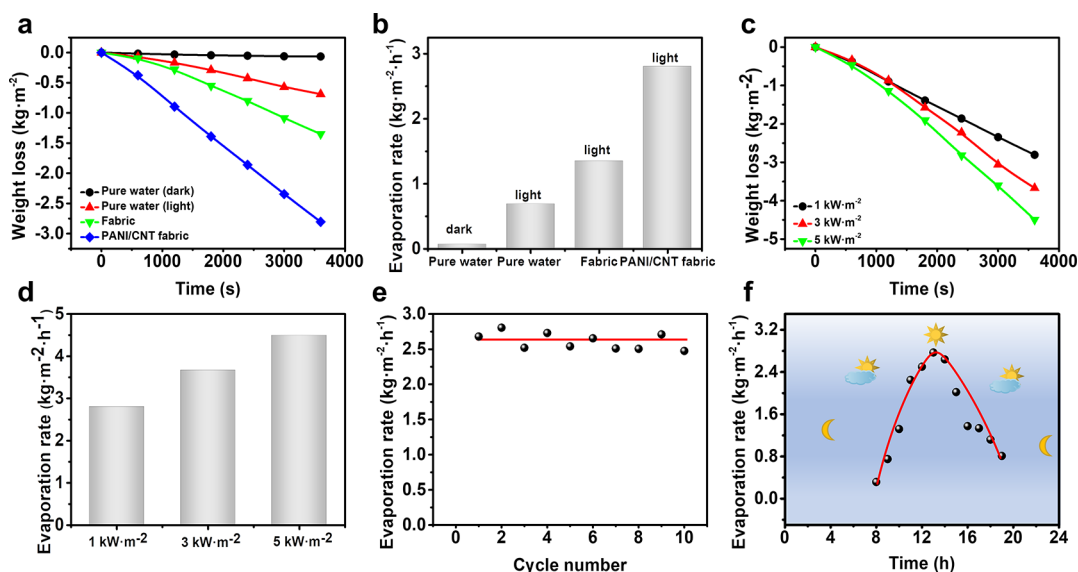 a
0.0
-0.5
-1.0
-1.5
-2.0
-2.5
-3.0
Weight loss (kg·m-2)
Pure water (dark)
Pure water (light)
Fabric
PANI/CNT fabric
0 1000 2000 3000 4000
Time (s)
b
3
2
1
0
Evaporation rate (kg·m-2·h-1)
dark
light
light
light
Pure water Pure water Fabric PANI/CNT fabric
c
0
-1
-2
-3
-4
-5
Weight loss (kg·m-2)
1 kW·m-2
3 kW·m-2
5 kW·m-2
0 1000 2000 3000 4000
Time (s)
d
5
4
3
2
1
0
Evaporation rate (kg·m-2·h-1)
1 kW·m-2 3 kW·m-2 5 kW·m-2
e
3.0
2.5
2.0
1.5
1.0
0.5
0.0
Evaporation rate (kg·m-2·h-1)
0 2 4 6 8 10
Cycle number
f
3.2
2.4
1.6
0.8
0.0
Evaporation rate (kg·m-2·h-1)
0 4 8 12 16 20 24
Time (h)